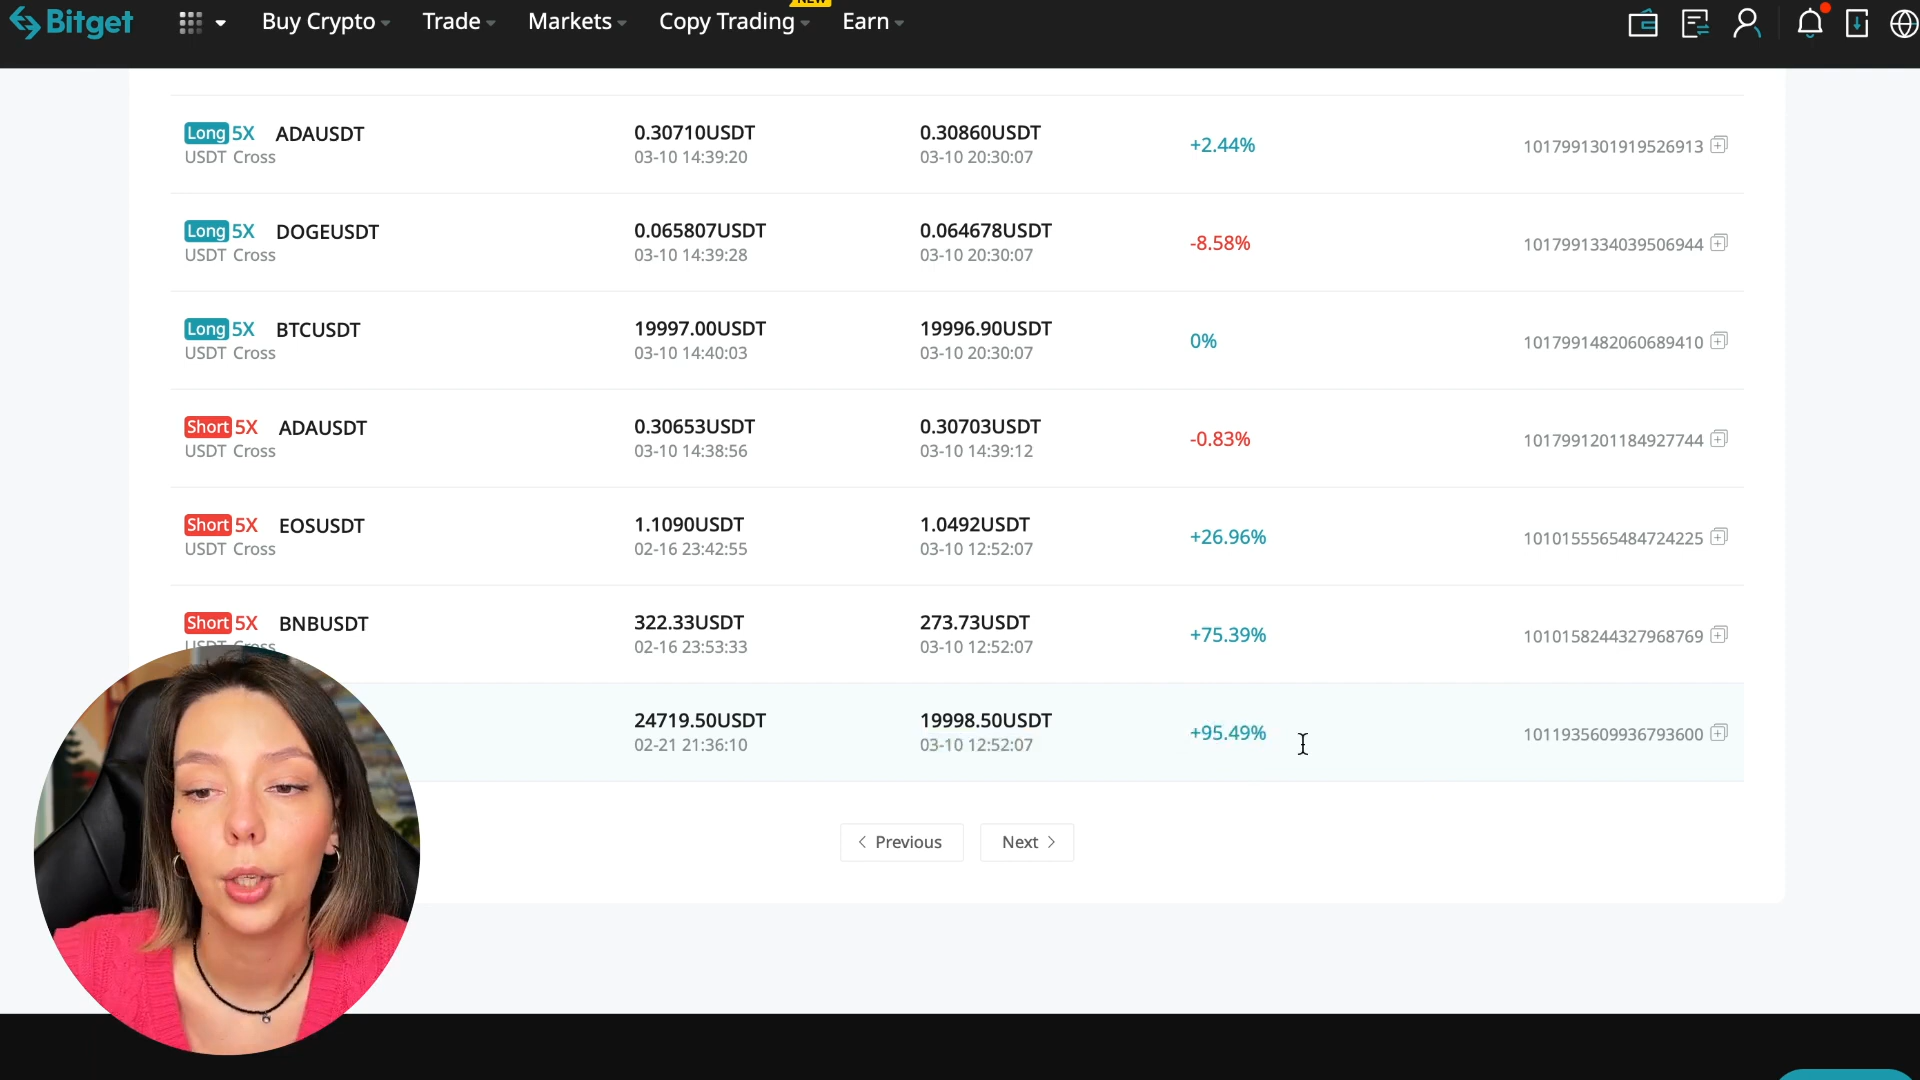 Bitget
Buy Crypto
Trade
Markets
Copy Trading
NEW
Earn
Long 5X ADAUSDT
USDT Cross
0.30710USDT
03-10 14:39:20
0.30860USDT
03-10 20:30:07
+2.44%
1017991301919526913
Long 5X DOGEUSDT
USDT Cross
0.065807USDT
03-10 14:39:28
0.064678USDT
03-10 20:30:07
-8.58%
1017991334039506944
Long 5X BTCUSDT
USDT Cross
19997.00USDT
03-10 14:40:03
19996.90USDT
03-10 20:30:07
0%
1017991482060689410
Short 5X ADAUSDT
USDT Cross
0.30653USDT
03-10 14:38:56
0.30703USDT
03-10 14:39:12
-0.83%
1017991201184927744
Short 5X EOSUSDT
USDT Cross
1.1090USDT
02-16 23:42:55
1.0492USDT
03-10 12:52:07
+26.96%
1010155565484724225
Short 5X BNBUSDT
USDT Cross
322.33USDT
02-16 23:53:33
273.73USDT
03-10 12:52:07
+75.39%
1010158244327968769
24719.50USDT
02-21 21:36:10
19998.50USDT
03-10 12:52:07
+95.49%
1011935609936793600
Previous
Next